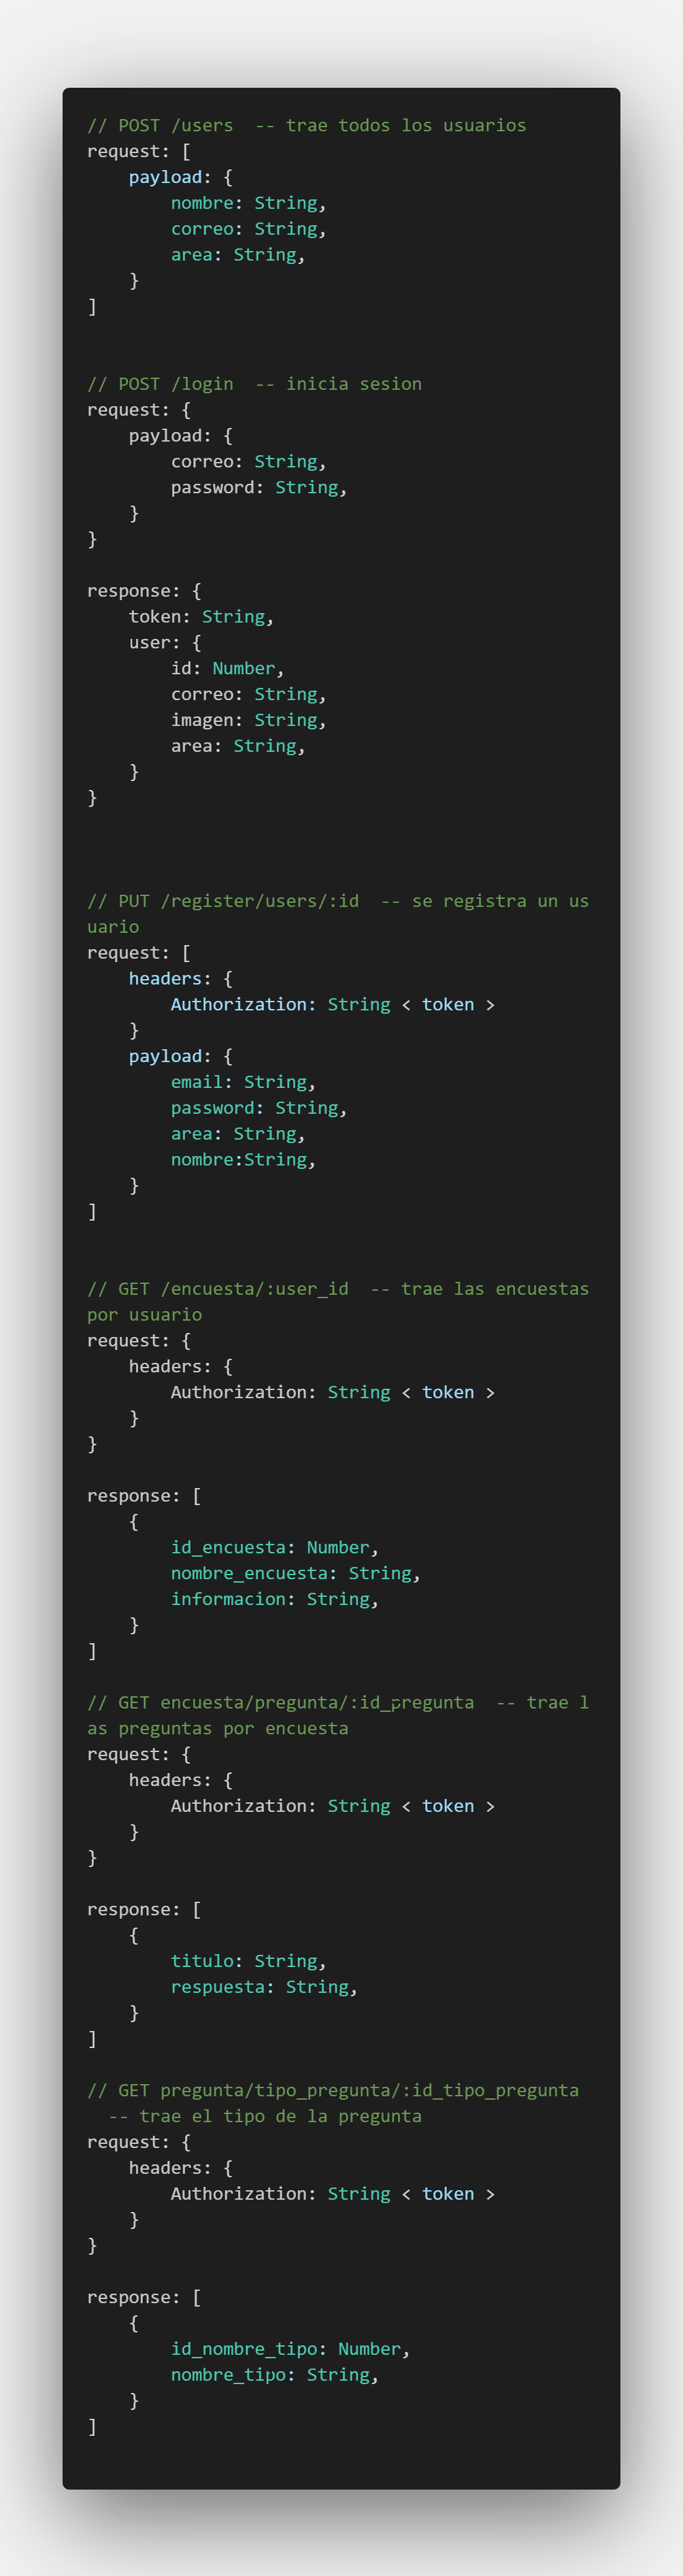 // POST /users  -- trae todos los usuarios
request: [
    payload: {
        nombre: String,
        correo: String,
        area: String,
    }
]
// POST /login  -- inicia sesion
request: {
    payload: {
        correo: String,
        password: String,
    }
}
response: {
    token: String,
    user: {
        id: Number,
        correo: String,
        imagen: String,
        area: String,
    }
}
// PUT /register/users/:id  -- se registra un us
uario
request: [
    headers: {
        Authorization: String < token >
    }
    payload: {
        email: String,
        password: String,
        area: String,
        nombre:String,
    }
]
// GET /encuesta/:user_id  -- trae las encuestas
por usuario
request: {
    headers: {
        Authorization: String < token >
    }
}
response: [
    {
        id_encuesta: Number,
        nombre_encuesta: String,
        informacion: String,
    }
]
// GET encuesta/pregunta/:id_pregunta  -- trae l
as preguntas por encuesta
request: {
    headers: {
        Authorization: String < token >
    }
}
response: [
    {
        titulo: String,
        respuesta: String,
    }
]
// GET pregunta/tipo_pregunta/:id_tipo_pregunta
  -- trae el tipo de la pregunta
request: {
    headers: {
        Authorization: String < token >
    }
}
response: [
    {
        id_nombre_tipo: Number,
        nombre_tipo: String,
    }
]